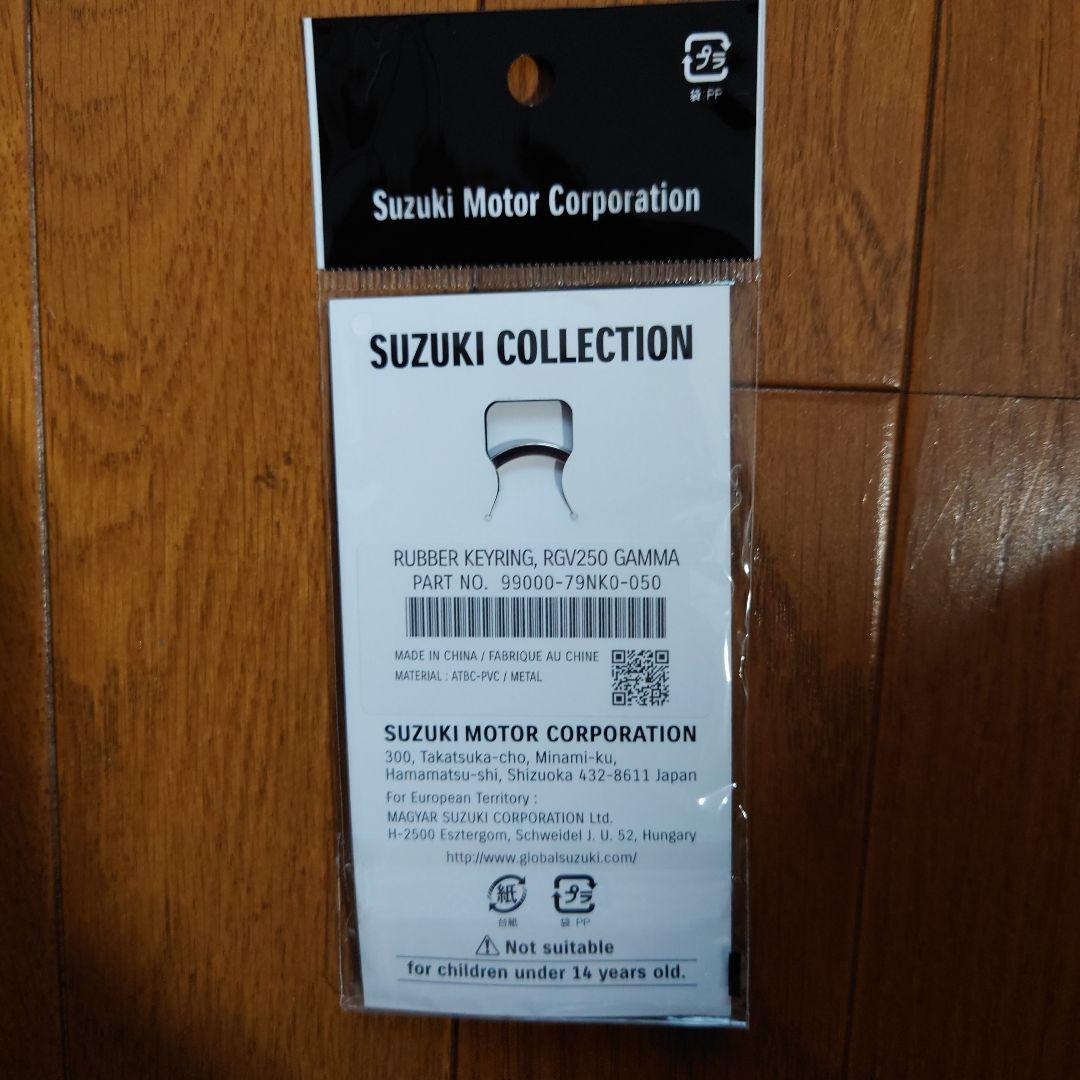 プラ
袋:PP
Suzuki Motor Corporation
SUZUKI COLLECTION
RUBBER KEYRING, RGV250 GAMMA
PART NO. 99000-79NK0-050
MADE IN CHINA / FABRIQUE AU CHINE
MATERIAL : ATBC-PVC / METAL
SUZUKI MOTOR CORPORATION
300, Takatsuka-cho, Minami-ku,
Hamamatsu-shi, Shizuoka 432-8611 Japan
For European Territory :
MAGYAR SUZUKI CORPORATION Ltd.
H-2500 Esztergom, Schweidel J. U. 52, Hungary
http://www.globalsuzuki.com/
紙 プラ
台紙 袋:PP
Not suitable
for children under 14 years old.